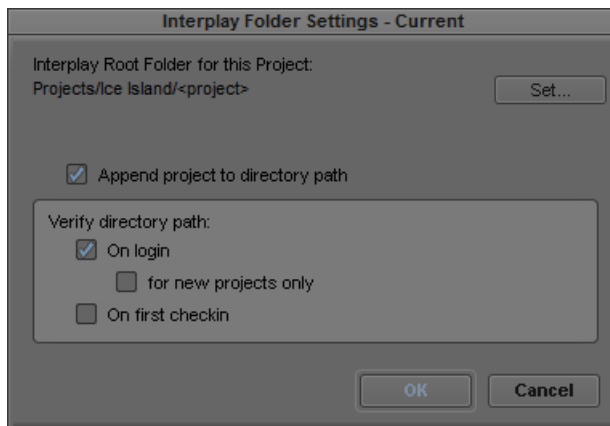 Interplay Folder Settings - Current
Interplay Root Folder for this Project:
Projects/Ice Island/<project>
Set...
Append project to directory path
Verify directory path:
On login
for new projects only
On first checkin
OK
Cancel